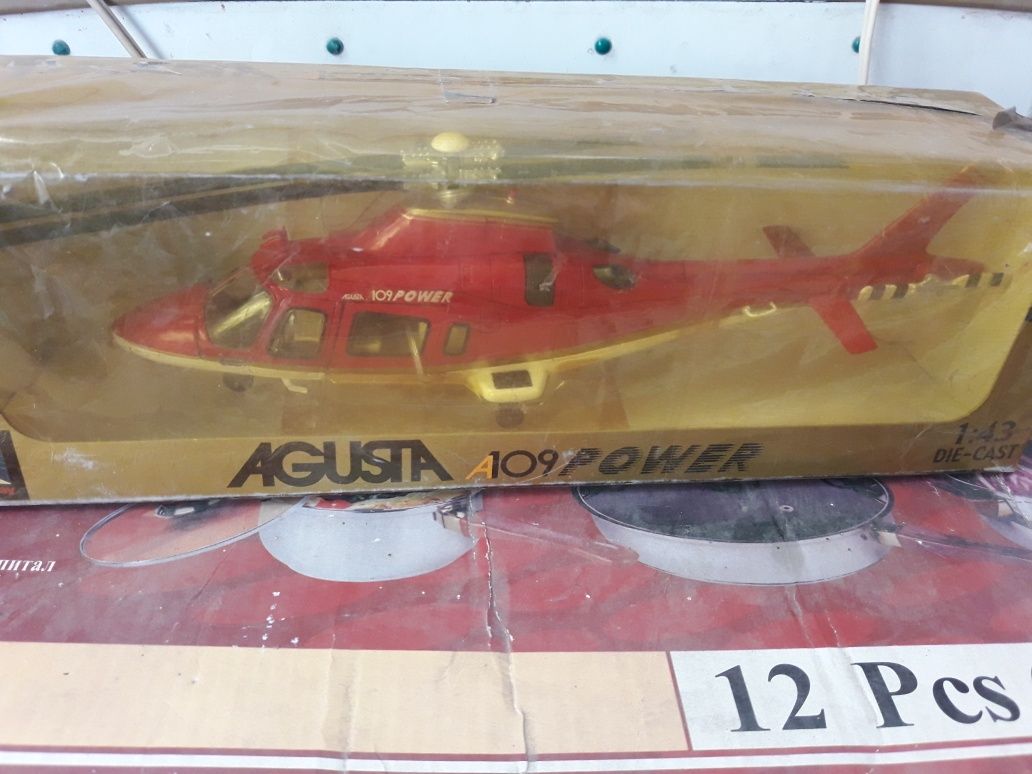 AGUSTA 109 POWER
AGUSTA A109 POWER
1:43
DIE-CAST
питал
12 Pcs